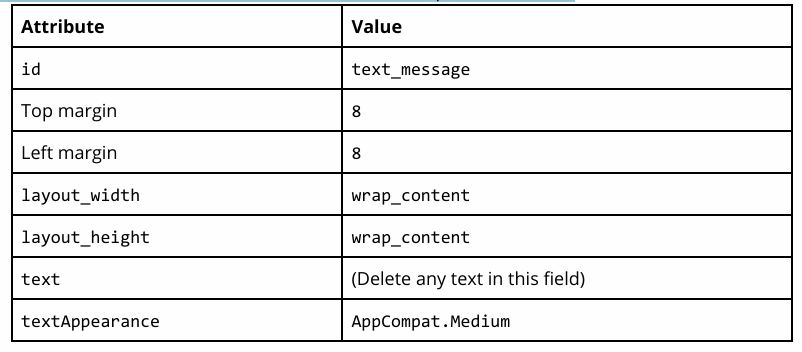 Attribute Value
id text_message
Top margin 8
Left margin 8
layout_width wrap_content
layout_height wrap_content
text (Delete any text in this field)
textAppearance AppCompat.Medium